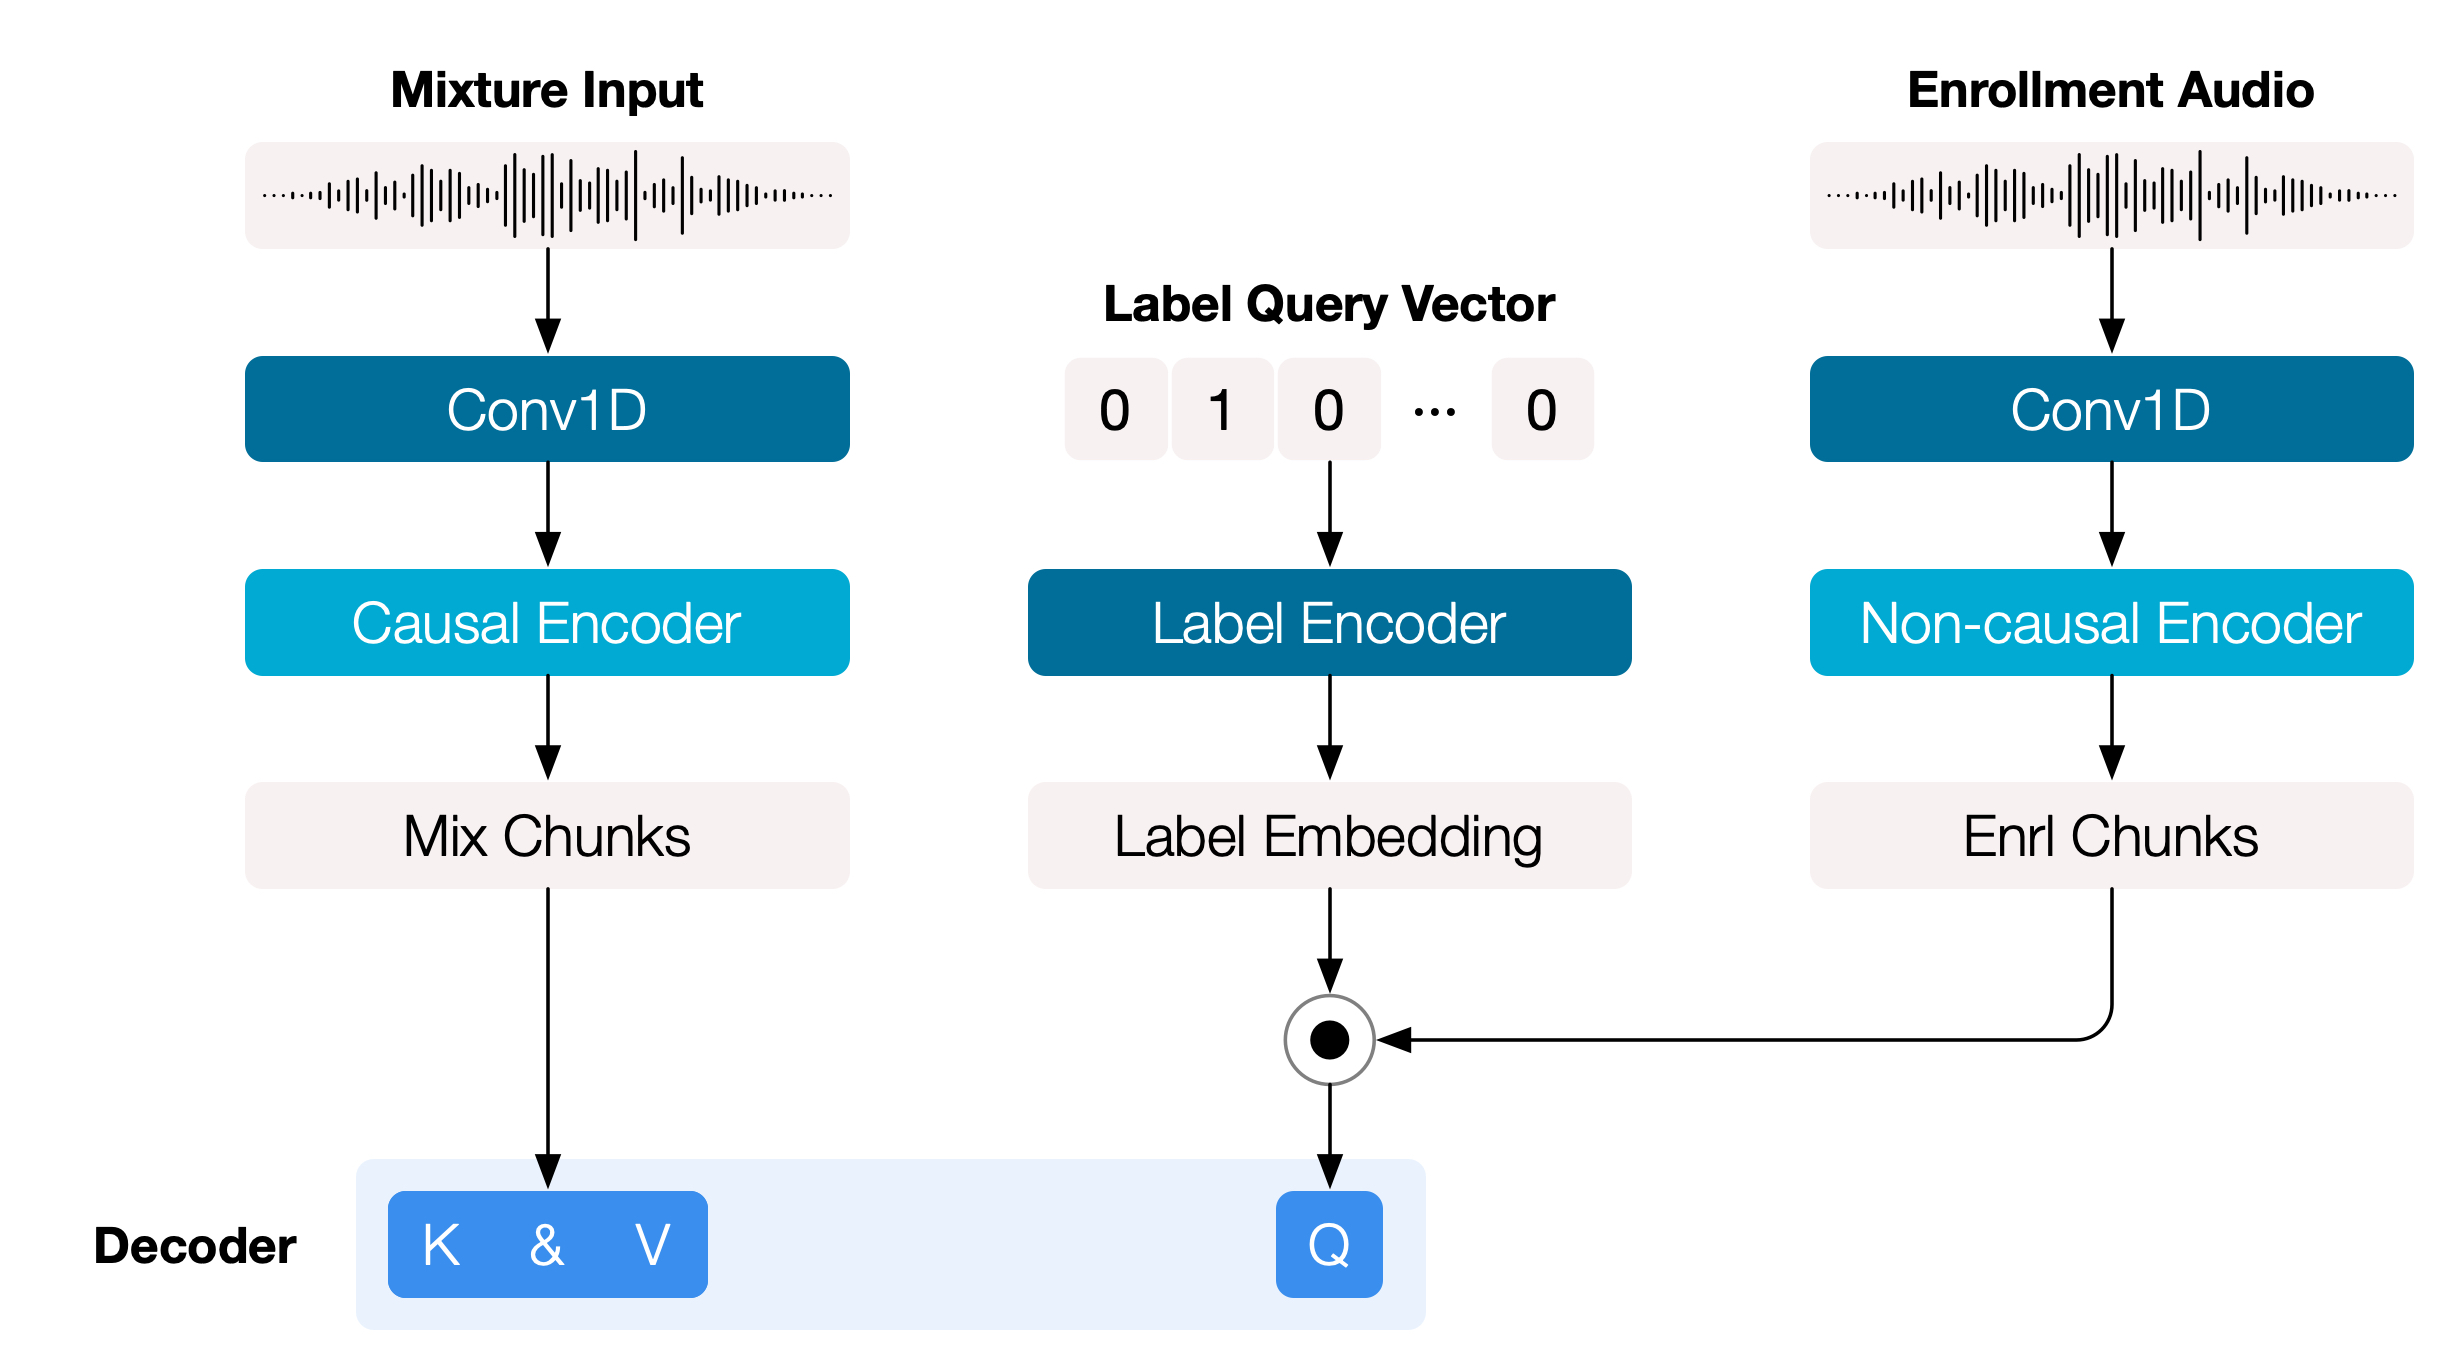 Mixture Input
Enrollment Audio
Label Query Vector
Conv1D
0 1 0 ··· 0
Conv1D
Causal Encoder
Label Encoder
Non-causal Encoder
Mix Chunks
Label Embedding
Enrl Chunks
Decoder
K & V
Q